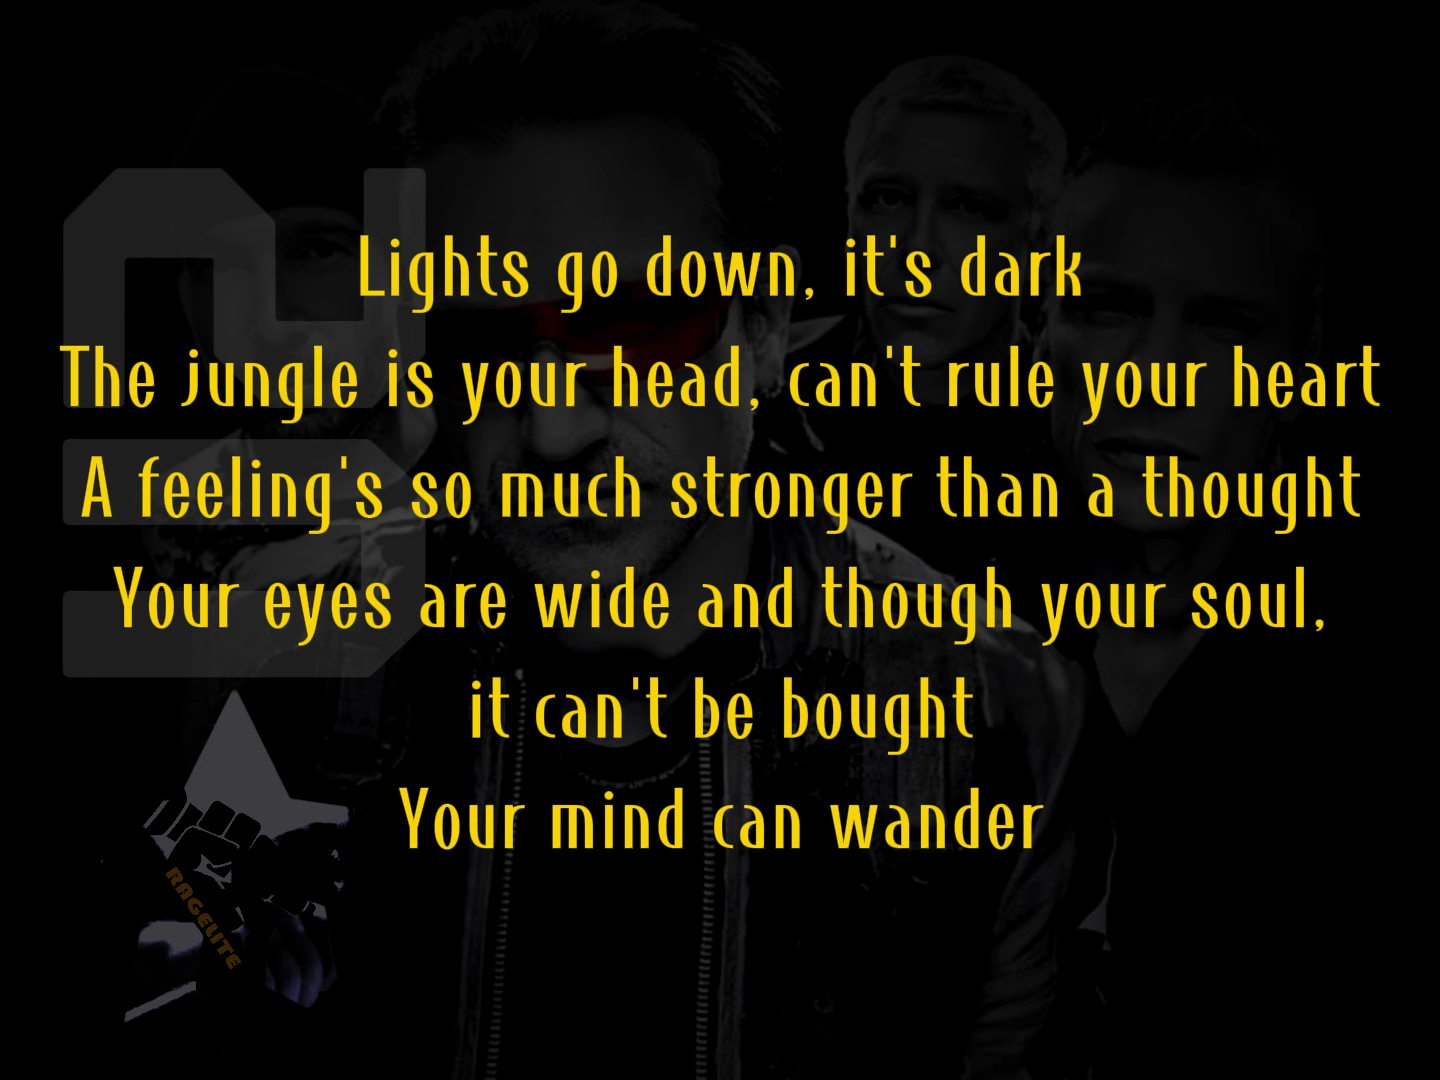 Lights go down, it's dark
The jungle is your head, can't rule your heart
A feeling's so much stronger than a thought
Your eyes are wide and though your soul,
it can't be bought
Your mind can wander
U2
RAGELITE